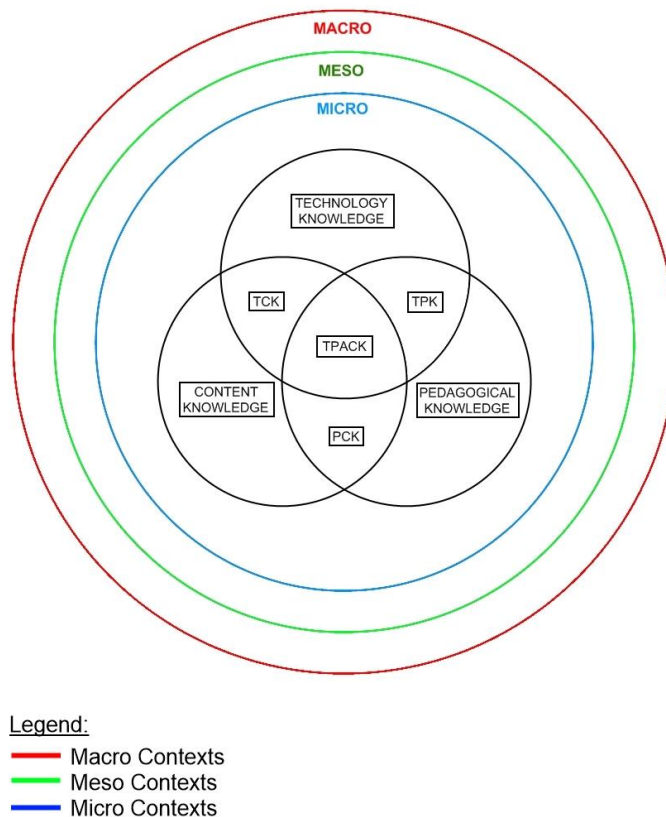 MACRO
MESO
MICRO
TECHNOLOGY
KNOWLEDGE
TCK
TPK
TPACK
CONTENT
KNOWLEDGE
PEDAGOGICAL
KNOWLEDGE
PCK
Legend:
Macro Contexts
Meso Contexts
Micro Contexts